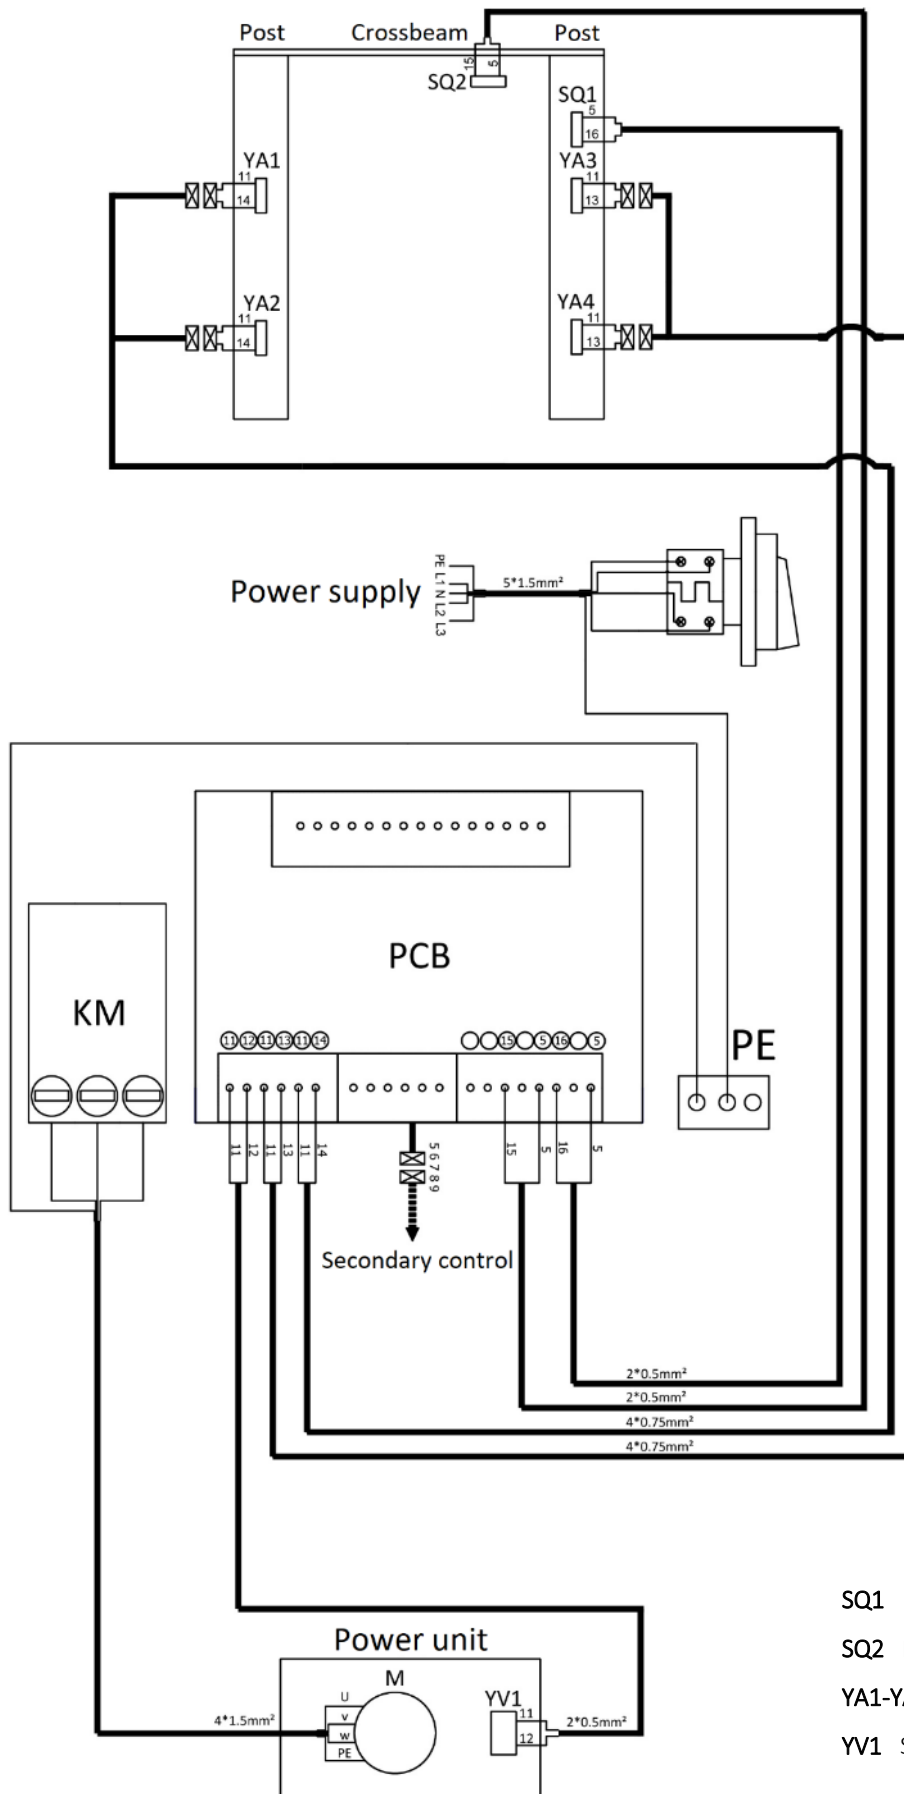 Post Crossbeam Post
15 5
SQ2
SQ1
5
16
YA1
11
14
YA3
11
13
YA2
11
14
YA4
11
13
Power supply
PE L1 N L2 L3
5*1.5mm²
PCB
KM
PE
11 12 11 13 11 14
15 5 16 5
11 12 11 13 11 14
5 6 7 8 9
15 5 16 5
Secondary control
2*0.5mm²
2*0.5mm²
4*0.75mm²
4*0.75mm²
SQ1
SQ2
YA1-YA
YV1 S
Power unit
M
U
v
w
PE
4*1.5mm²
YV1
11
12
2*0.5mm²